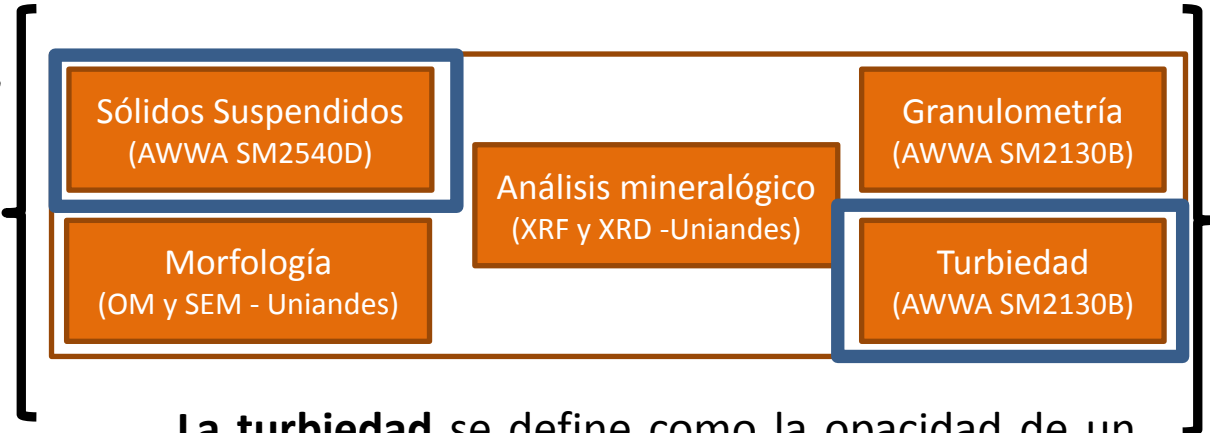 Sólidos Suspendidos
(AWWA SM2540D)
Morfología
(OM y SEM - Uniandes)
Análisis mineralógico
(XRF y XRD -Uniandes)
Granulometría
(AWWA SM2130B)
Turbiedad
(AWWA SM2130B)
La turbiedad se define como la opacidad de un